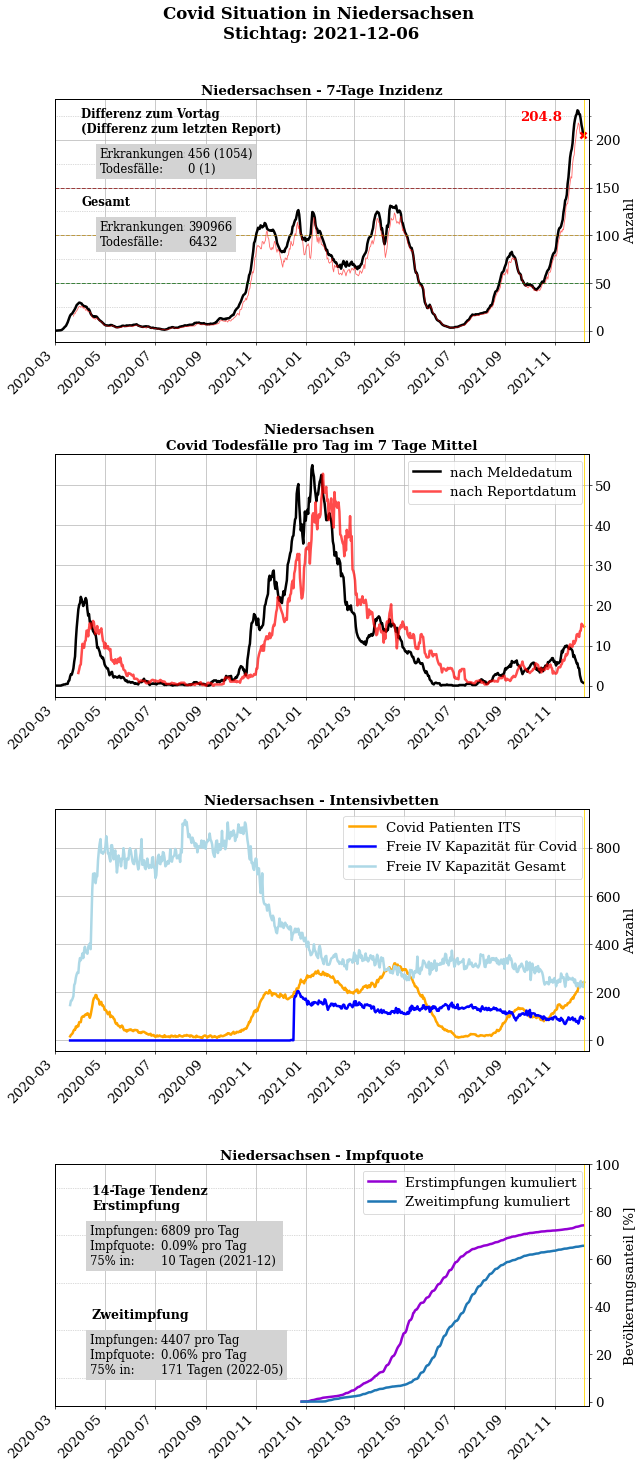 Covid Situation in Niedersachsen
Stichtag: 2021-12-06
Niedersachsen - 7-Tage Inzidenz
Differenz zum Vortag
(Differenz zum letzten Report)
Erkrankungen 456 (1054)
Todesfälle: 0 (1)
Gesamt
Erkrankungen 390966
Todesfälle: 6432
204.8
200
150
100
50
0
Anzahl
2020-03 2020-05 2020-07 2020-09 2020-11 2021-01 2021-03 2021-05 2021-07 2021-09 2021-11
Niedersachsen
Covid Todesfälle pro Tag im 7 Tage Mittel
nach Meldedatum
nach Reportdatum
50
40
30
20
10
0
2020-03 2020-05 2020-07 2020-09 2020-11 2021-01 2021-03 2021-05 2021-07 2021-09 2021-11
Niedersachsen - Intensivbetten
Covid Patienten ITS
Freie IV Kapazität für Covid
Freie IV Kapazität Gesamt
800
600
400
200
0
Anzahl
2020-03 2020-05 2020-07 2020-09 2020-11 2021-01 2021-03 2021-05 2021-07 2021-09 2021-11
Niedersachsen - Impfquote
14-Tage Tendenz
Erstimpfung
Impfungen: 6809 pro Tag
Impfquote: 0.09% pro Tag
75% in: 10 Tagen (2021-12)
Zweitimpfung
Impfungen: 4407 pro Tag
Impfquote: 0.06% pro Tag
75% in: 171 Tagen (2022-05)
Erstimpfungen kumuliert
Zweitimpfung kumuliert
100
80
60
40
20
0
Bevölkerungsanteil [%]
2020-03 2020-05 2020-07 2020-09 2020-11 2021-01 2021-03 2021-05 2021-07 2021-09 2021-11